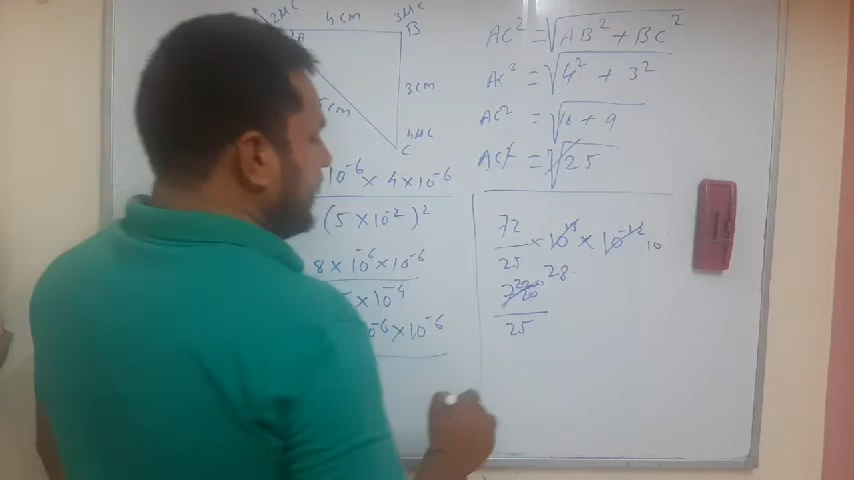 2μC 4cm 3μC
A B
3cm
5cm
4μC
C
10⁻⁶ × 4×10⁻⁶
(5 × 10⁻²)²
8 × 10⁻⁶ × 10⁻⁶
× 10⁻⁴
10⁻⁶ × 10⁻⁶
AC² = √AB² + BC²
AC² = √4² + 3²
AC² = √16 + 9
AC² = √25
72
25
× 10¹³ × 10⁻¹² 10
28
25